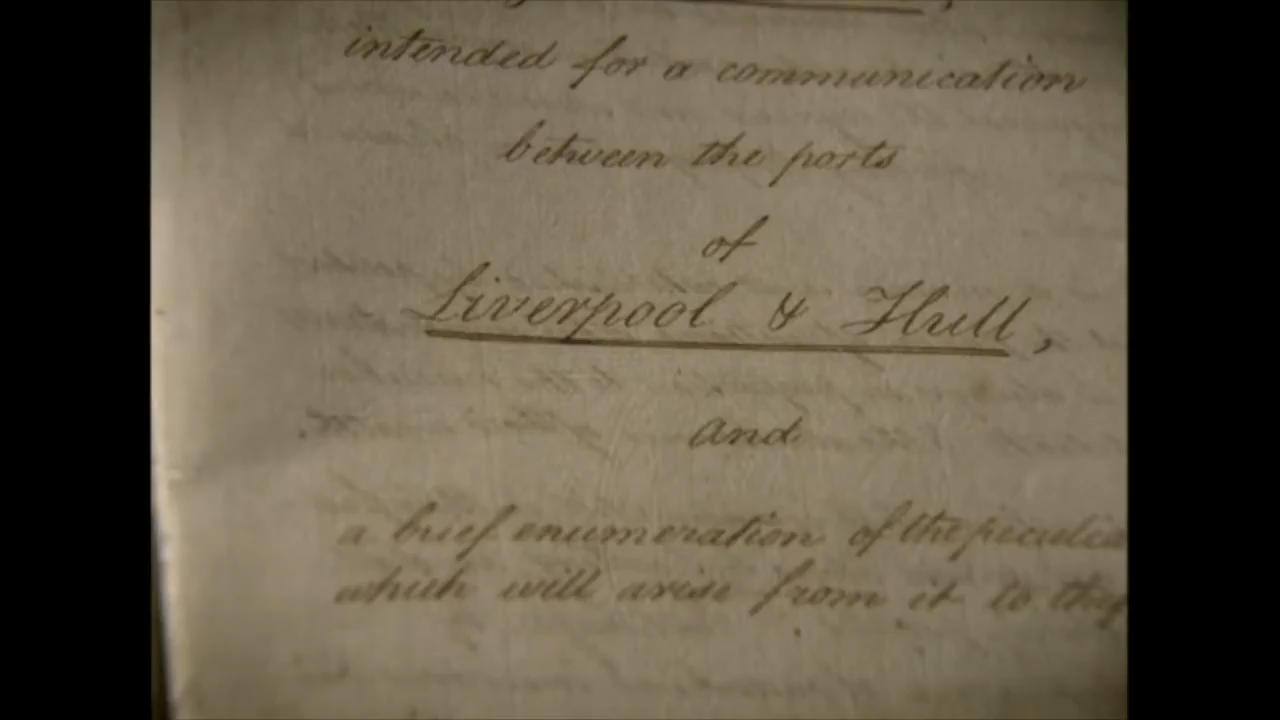 intended for a communication
between the ports
of
Liverpool & Hull,
and
a brief enumeration of the
which will arise from it to